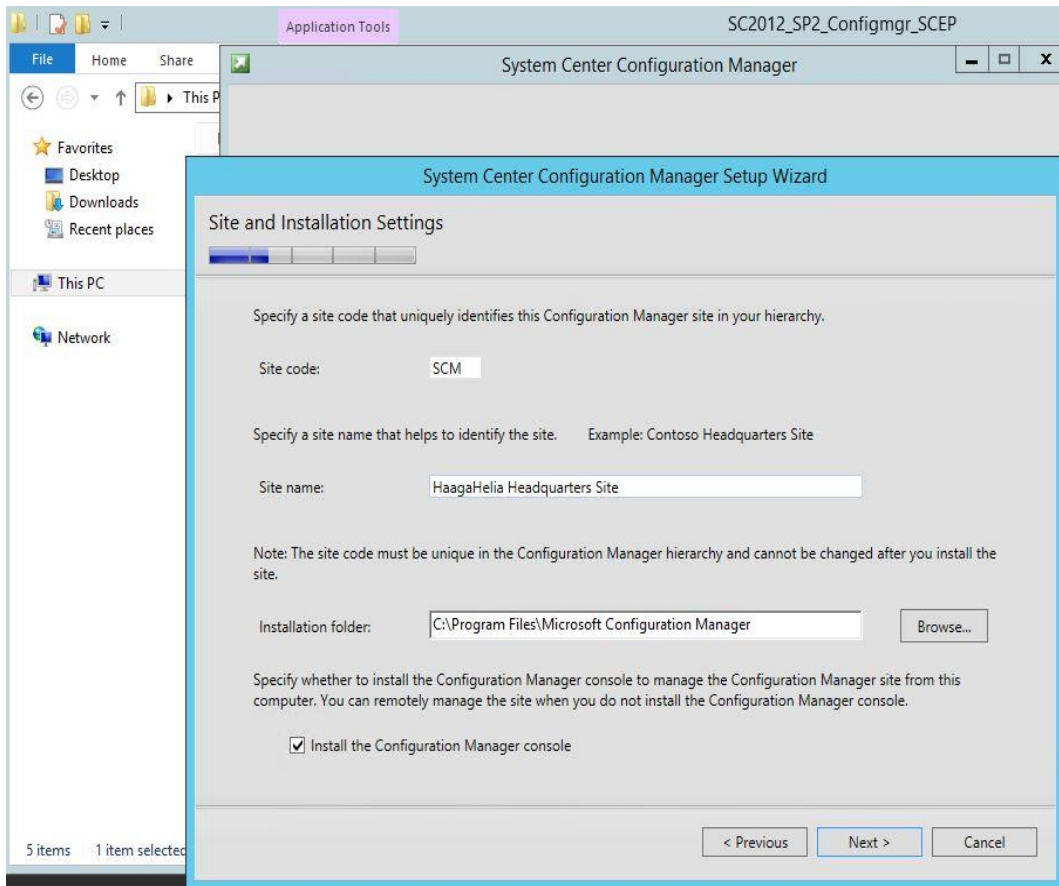 Application Tools
SC2012_SP2_Configmgr_SCEP
File
Home
Share
This P
Favorites
Desktop
Downloads
Recent places
This PC
Network
5 items
1 item selected
System Center Configuration Manager
System Center Configuration Manager Setup Wizard
Site and Installation Settings
Specify a site code that uniquely identifies this Configuration Manager site in your hierarchy.
Site code:
SCM
Specify a site name that helps to identify the site.
Example: Contoso Headquarters Site
Site name:
HaagaHelia Headquarters Site
Note: The site code must be unique in the Configuration Manager hierarchy and cannot be changed after you install the
site.
Installation folder:
C:\Program Files\Microsoft Configuration Manager
Browse...
Specify whether to install the Configuration Manager console to manage the Configuration Manager site from this
computer. You can remotely manage the site when you do not install the Configuration Manager console.
Install the Configuration Manager console
< Previous
Next >
Cancel